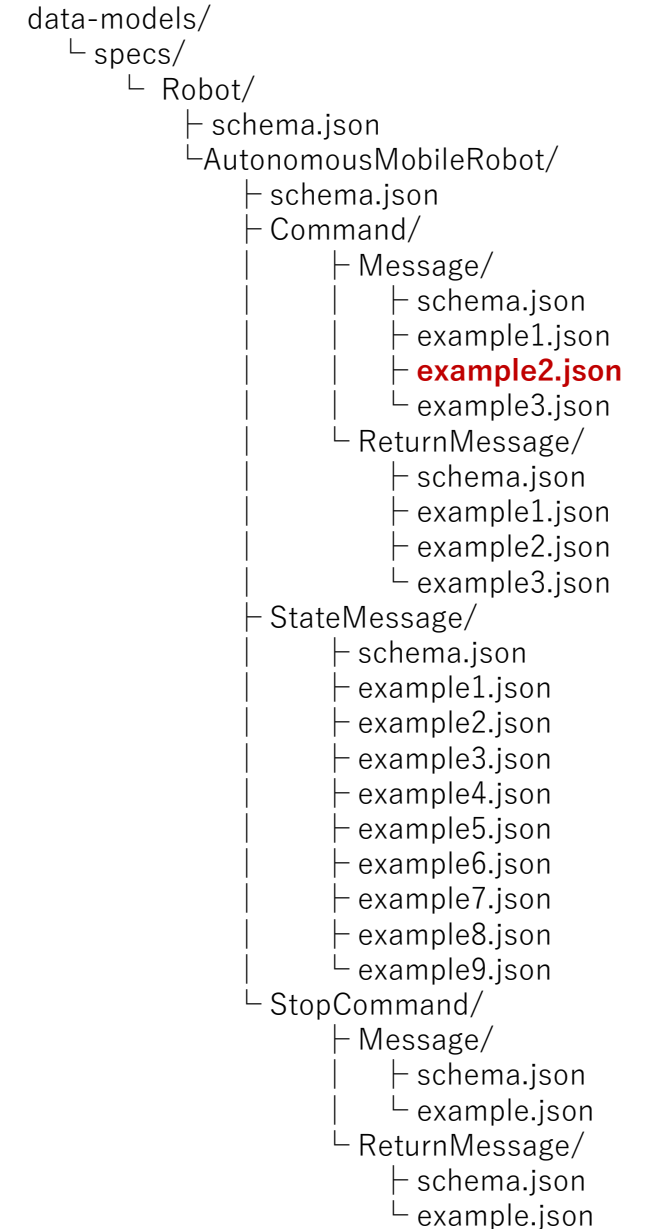 data-models/
└ specs/
└ Robot/
├ schema.json
└AutonomousMobileRobot/
├ schema.json
├ Command/
│ ├ Message/
│ │ ├ schema.json
│ │ ├ example1.json
│ │ ├ example2.json
│ │ └ example3.json
│ └ ReturnMessage/
│ ├ schema.json
│ ├ example1.json
│ ├ example2.json
│ └ example3.json
├ StateMessage/
│ ├ schema.json
│ ├ example1.json
│ ├ example2.json
│ ├ example3.json
│ ├ example4.json
│ ├ example5.json
│ ├ example6.json
│ ├ example7.json
│ ├ example8.json
│ └ example9.json
└ StopCommand/
├ Message/
│ ├ schema.json
│ └ example.json
└ ReturnMessage/
├ schema.json
└ example.json